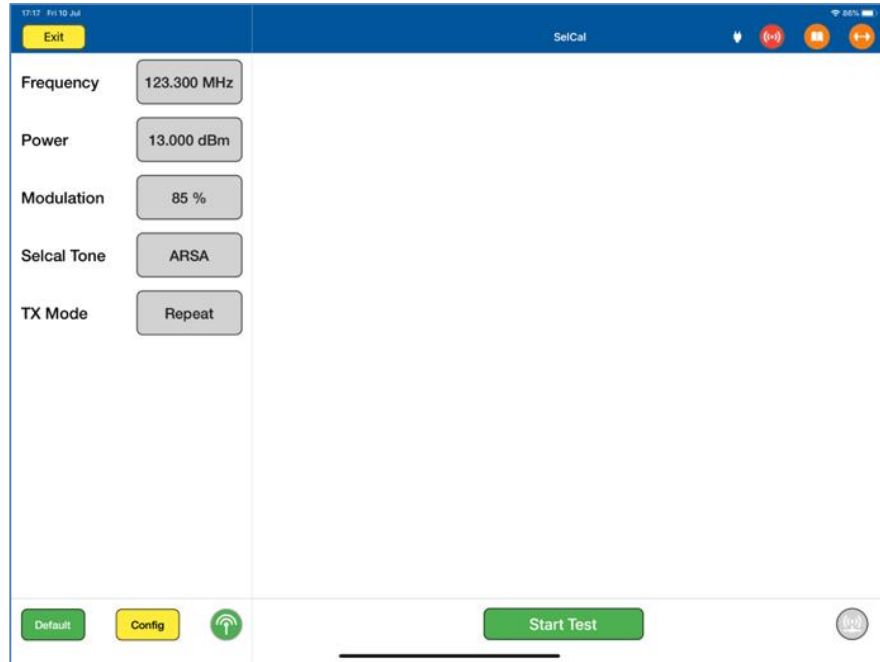 17:17 Fri 10 Jul
86%
Exit
SelCal
Frequency
123.300 MHz
Power
13.000 dBm
Modulation
85 %
Selcal Tone
ARSA
TX Mode
Repeat
Default
Config
Start Test